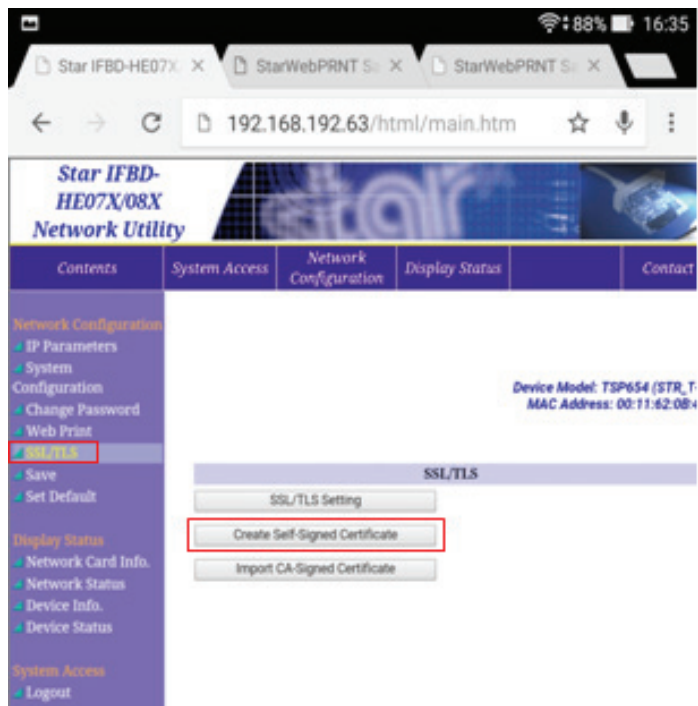 88% 16:35
Star IFBD-HE07X
StarWebPRNT S
StarWebPRNT S
192.168.192.63/html/main.htm
Star IFBD-
HE07X/08X
Network Utility
star
Contents
System Access
Network
Configuration
Display Status
Contact
Network Configuration
IP Parameters
System
Configuration
Change Password
Web Print
SSL/TLS
Save
Set Default
Display Status
Network Card Info.
Network Status
Device Info.
Device Status
System Access
Logout
Device Model: TSP654 (STR_T-
MAC Address: 00:11:62:0B:
SSL/TLS
SSL/TLS Setting
Create Self-Signed Certificate
Import CA-Signed Certificate